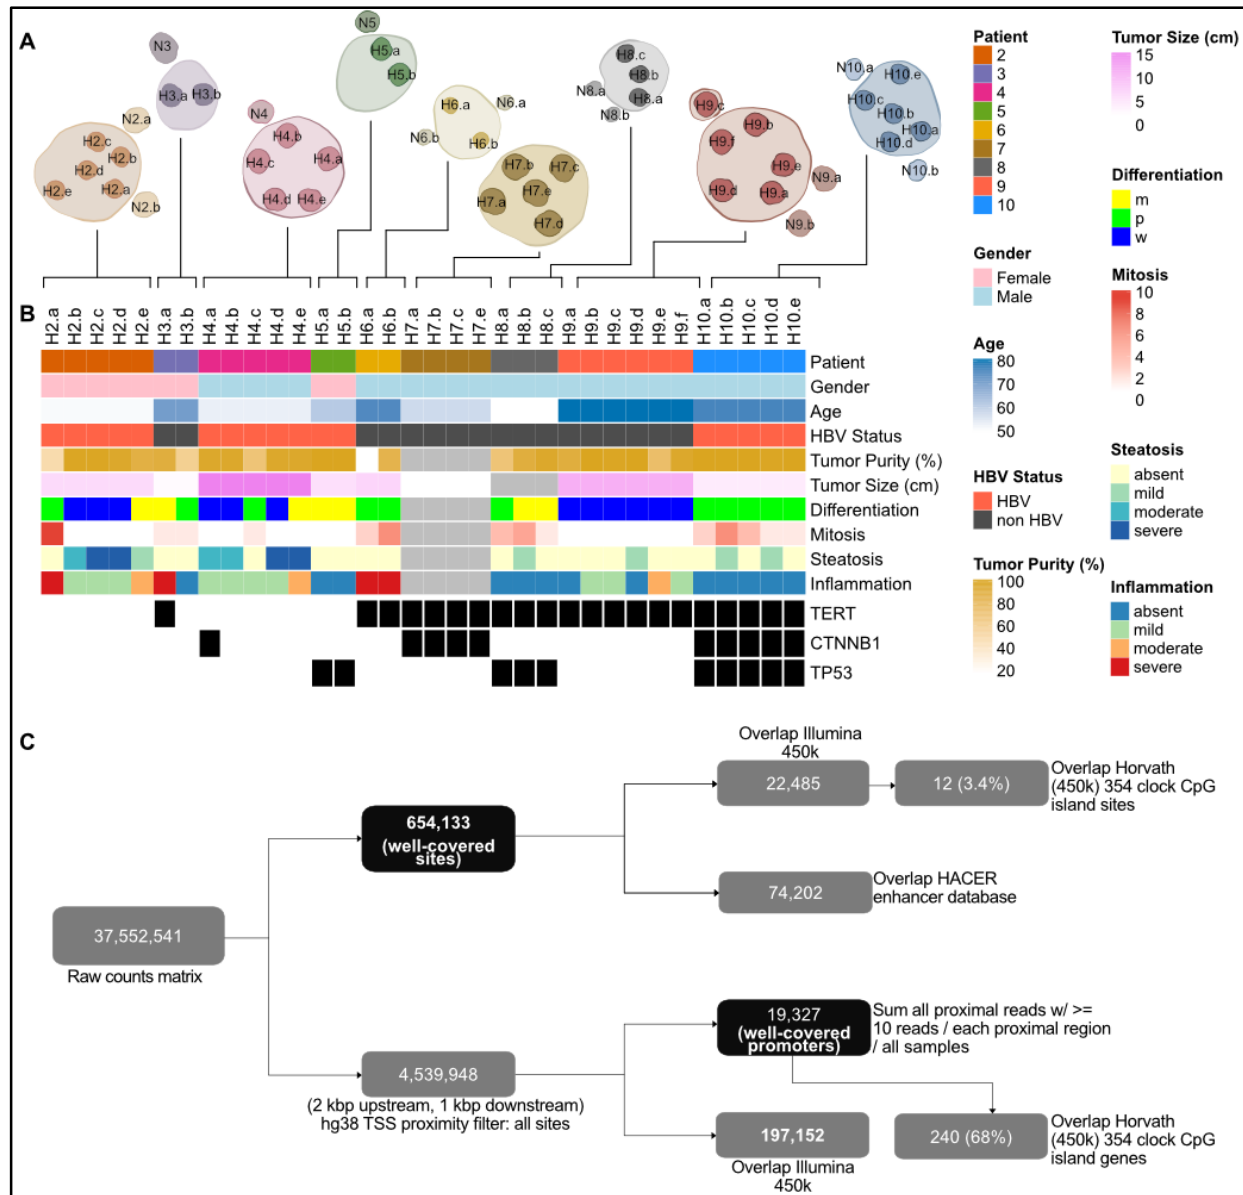 A
N3
N5
N2.a
H3.a
H3.b
H2.c
H2.b
H2.d
H2.e
H2.a
N2.b
N4
H4.b
H4.c
H4.a
H4.d
H4.e
H5.a
H5.b
H6.a
N6.a
N6.b
H6.b
H7.b
H7.c
H7.e
H7.a
H7.d
H8.c
H8.b
N8.a
H8.a
N8.b
H9.c
H9.b
H9.f
H9.e
H9.d
H9.a
N9.a
N9.b
N10.a
H10.e
H10.c
H10.b
H10.a
H10.d
N10.b
B
H2.a
H2.b
H2.c
H2.d
H2.e
H3.a
H3.b
H4.a
H4.b
H4.c
H4.d
H4.e
H5.a
H5.b
H6.a
H6.b
H7.a
H7.b
H7.c
H7.e
H8.a
H8.b
H8.c
H9.a
H9.b
H9.c
H9.d
H9.e
H9.f
H10.a
H10.b
H10.c
H10.d
H10.e
Patient
Gender
Age
HBV Status
Tumor Purity (%)
Tumor Size (cm)
Differentiation
Mitosis
Steatosis
Inflammation
TERT
CTNNB1
TP53
Patient
2
3
4
5
6
7
8
9
10
Gender
Female
Male
Age
80
70
60
50
HBV Status
HBV
non HBV
Tumor Purity (%)
100
80
60
40
20
Tumor Size (cm)
15
10
5
0
Differentiation
m
p
w
Mitosis
10
8
6
4
2
0
Steatosis
absent
mild
moderate
severe
Inflammation
absent
mild
moderate
severe
C
37,552,541
Raw counts matrix
654,133
(well-covered
sites)
Overlap Illumina
450k
22,485
12 (3.4%)
Overlap Horvath
(450k) 354 clock CpG
island sites
74,202
Overlap HACER
enhancer database
4,539,948
(2 kbp upstream, 1 kbp downstream)
hg38 TSS proximity filter: all sites
19,327
(well-covered
promoters)
Sum all proximal reads w/ >=
10 reads / each proximal region
/ all samples
197,152
Overlap Illumina
450k
240 (68%)
Overlap Horvath
(450k) 354 clock CpG
island genes